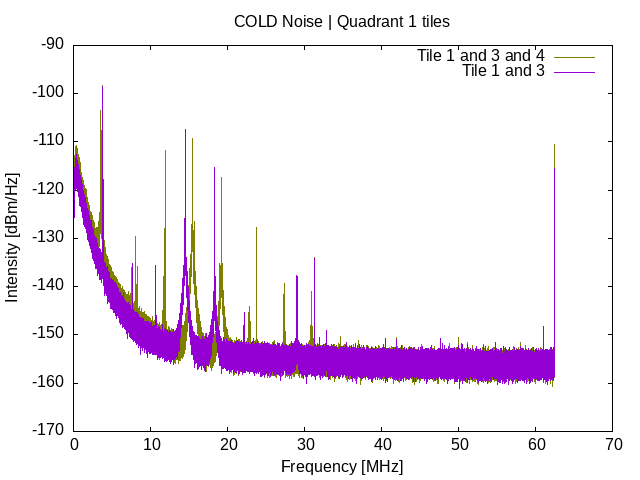 COLD Noise | Quadrant 1 tiles
Tile 1 and 3 and 4
Tile 1 and 3
Intensity [dBm/Hz]
-90
-100
-110
-120
-130
-140
-150
-160
-170
0 10 20 30 40 50 60 70
Frequency [MHz]